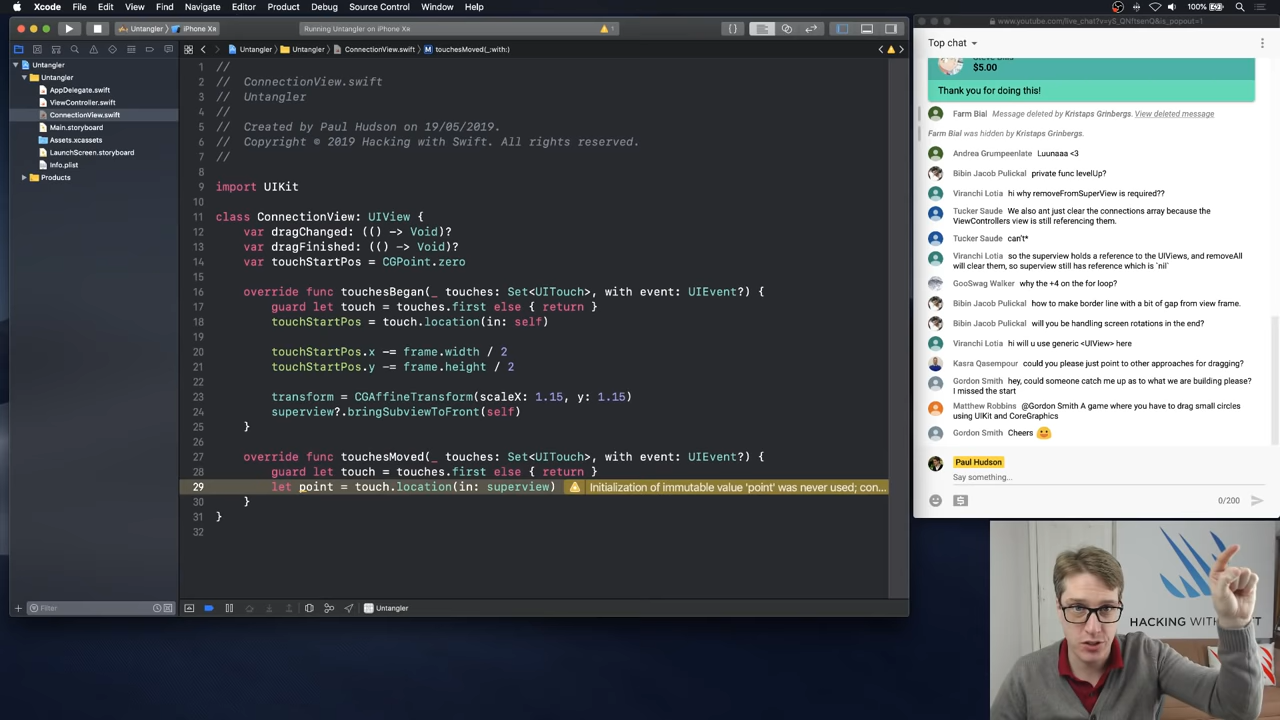 Xcode File Edit View Find Navigate Editor Product Debug Source Control Window Help
100%
Untangler iPhone Xʀ
Running Untangler on iPhone Xʀ
1
Untangler
Untangler
AppDelegate.swift
ViewController.swift
ConnectionView.swift
Main.storyboard
Assets.xcassets
LaunchScreen.storyboard
Info.plist
Products
Filter
Untangler Untangler ConnectionView.swift touchesMoved(_:with:)
1 //
2 // ConnectionView.swift
3 // Untangler
4 //
5 // Created by Paul Hudson on 19/05/2019.
6 // Copyright © 2019 Hacking with Swift. All rights reserved.
7 //
8
9 import UIKit
10
11 class ConnectionView: UIView {
12 var dragChanged: (() -> Void)?
13 var dragFinished: (() -> Void)?
14 var touchStartPos = CGPoint.zero
15
16 override func touchesBegan(_ touches: Set<UITouch>, with event: UIEvent?) {
17 guard let touch = touches.first else { return }
18 touchStartPos = touch.location(in: self)
19
20 touchStartPos.x -= frame.width / 2
21 touchStartPos.y -= frame.height / 2
22
23 transform = CGAffineTransform(scaleX: 1.15, y: 1.15)
24 superview?.bringSubviewToFront(self)
25 }
26
27 override func touchesMoved(_ touches: Set<UITouch>, with event: UIEvent?) {
28 guard let touch = touches.first else { return }
29 let point = touch.location(in: superview) Initialization of immutable value 'point' was never used; con...
30 }
31 }
32
Untangler
www.youtube.com/live_chat?v=yS_QNftsenQ&is_popout=1
Top chat
$5.00
Thank you for doing this!
Farm Bial Message deleted by Kristaps Grinbergs. View deleted message
Farm Bial was hidden by Kristaps Grinbergs.
Andrea Grumpeenlate Luunaaa <3
Bibin Jacob Pulickal private func levelUp?
Viranchi Lotia hi why removeFromSuperView is required??
Tucker Saude We also ant just clear the connections array because the
ViewControllers view is still referencing them.
Tucker Saude can't*
Viranchi Lotia so the superview holds a reference to the UIViews, and removeAll
will clear them, so superview still has reference which is `nil`
GooSwag Walker why the +4 on the for loop?
Bibin Jacob Pulickal how to make border line with a bit of gap from view frame.
Bibin Jacob Pulickal will you be handling screen rotations in the end?
Viranchi Lotia hi will u use generic <UIView> here
Kasra Qasempour could you please just point to other approaches for dragging?
Gordon Smith hey, could someone catch me up as to what we are building please?
I missed the start
Matthew Robbins @Gordon Smith A game where you have to drag small circles
using UIKit and CoreGraphics
Gordon Smith Cheers
Paul Hudson
Say something...
0/200
HACKING WITH